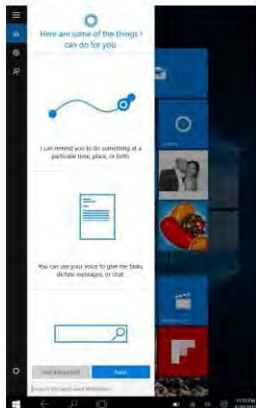 Here are some of the things I
can do for you
I can remind you to do something at a
particular time, place, or both
You can use your voice to give me tasks,
dictate messages, or chat
Not interested
Next
Search the web and Windows